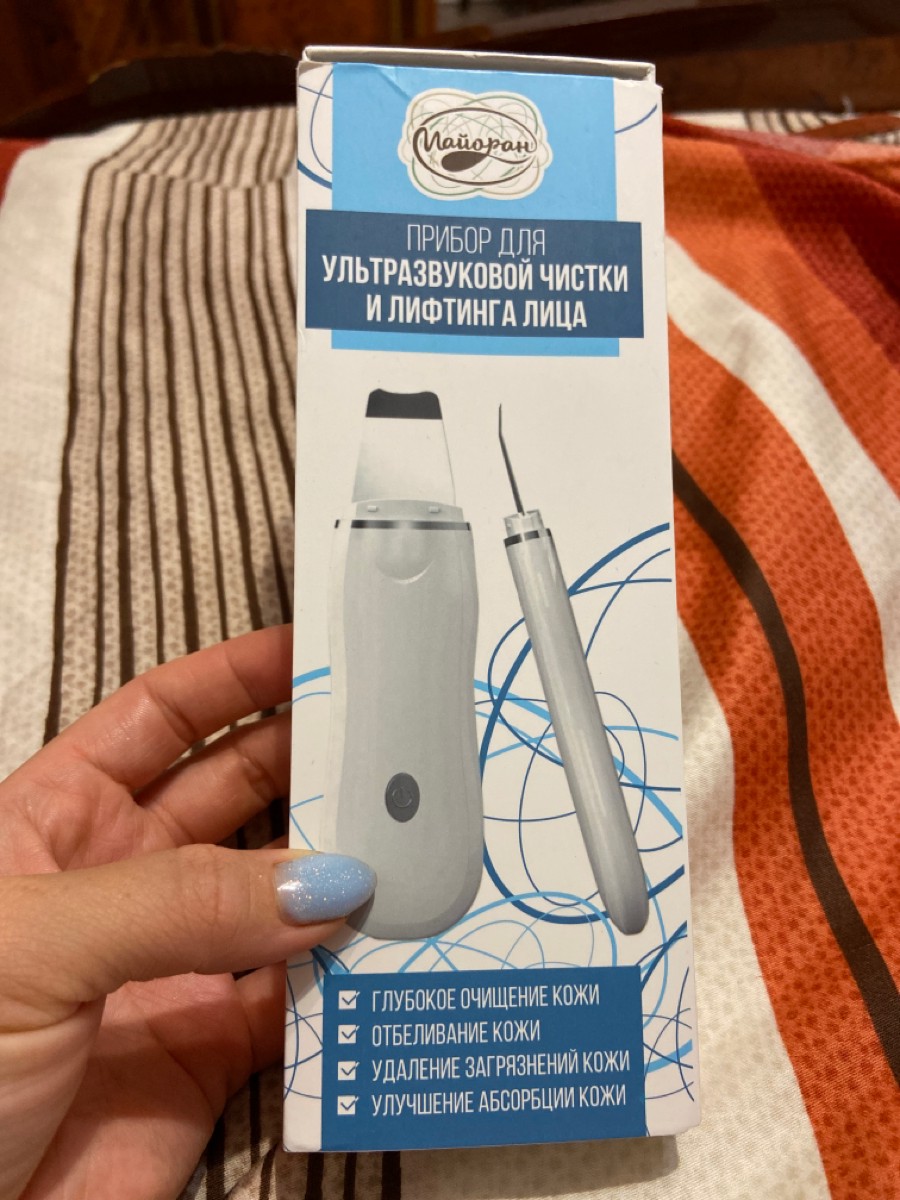 Майоран
ПРИБОР ДЛЯ
УЛЬТРАЗВУКОВОЙ ЧИСТКИ
И ЛИФТИНГА ЛИЦА
ГЛУБОКОЕ ОЧИЩЕНИЕ КОЖИ
ОТБЕЛИВАНИЕ КОЖИ
УДАЛЕНИЕ ЗАГРЯЗНЕНИЙ КОЖИ
УЛУЧШЕНИЕ АБСОРБЦИИ КОЖИ